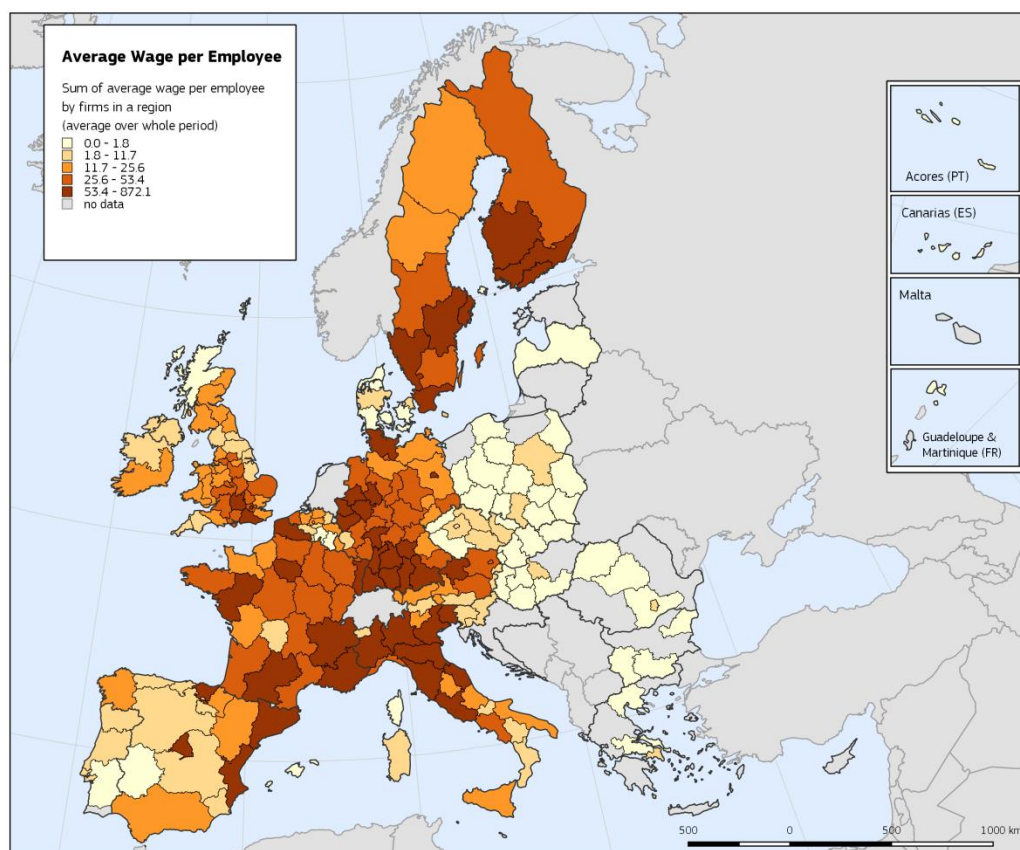 Average Wage per Employee
Sum of average wage per employee
by firms in a region
(average over whole period)
0.0 - 1.8
1.8 - 11.7
11.7 - 25.6
25.6 - 53.4
53.4 - 872.1
no data
Acores (PT)
Canarias (ES)
Malta
Guadeloupe &
Martinique (FR)
500 0 500 1000 km